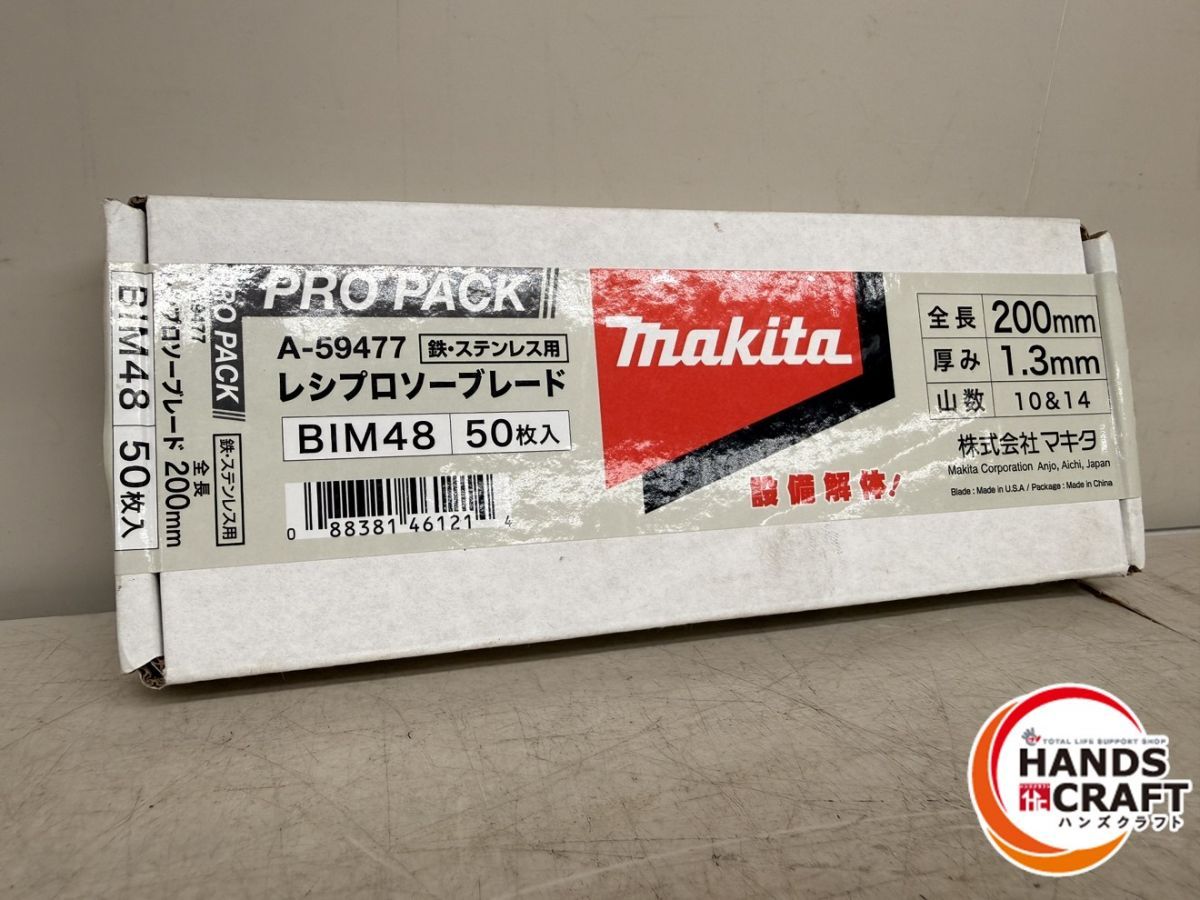 PRO PACK
A-59477 鉄・ステンレス用
レシプロソーブレード
BIM48 50枚入
0 88381 46121 4
makita
設備解体!
全長 200mm
厚み 1.3mm
山数 10&14
株式会社マキタ
Makita Corporation Anjo, Aichi, Japan
Blade : Made in U.S.A / Package : Made in China
BIM48 50枚入
全長 200mm
鉄・ステンレス用
PRO PACK
TOTAL LIFE SUPPORT SHOP
HANDS
CRAFT
ハンズクラフト